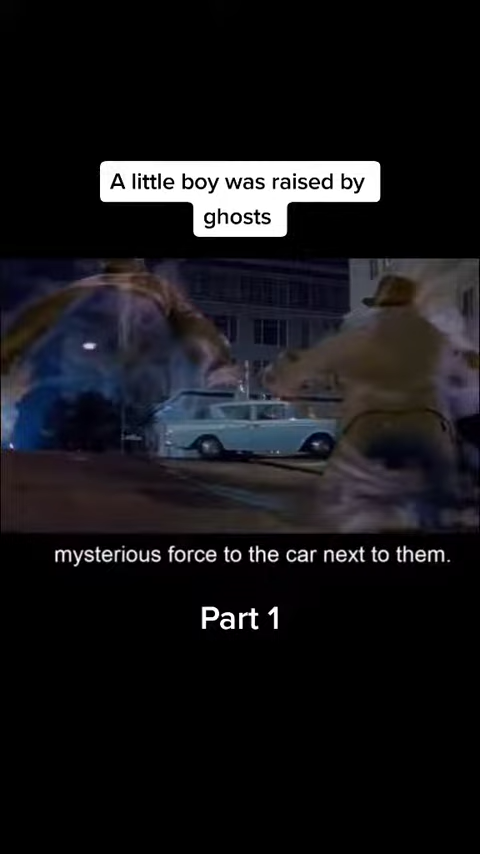 A little boy was raised by
ghosts
mysterious force to the car next to them.
Part 1